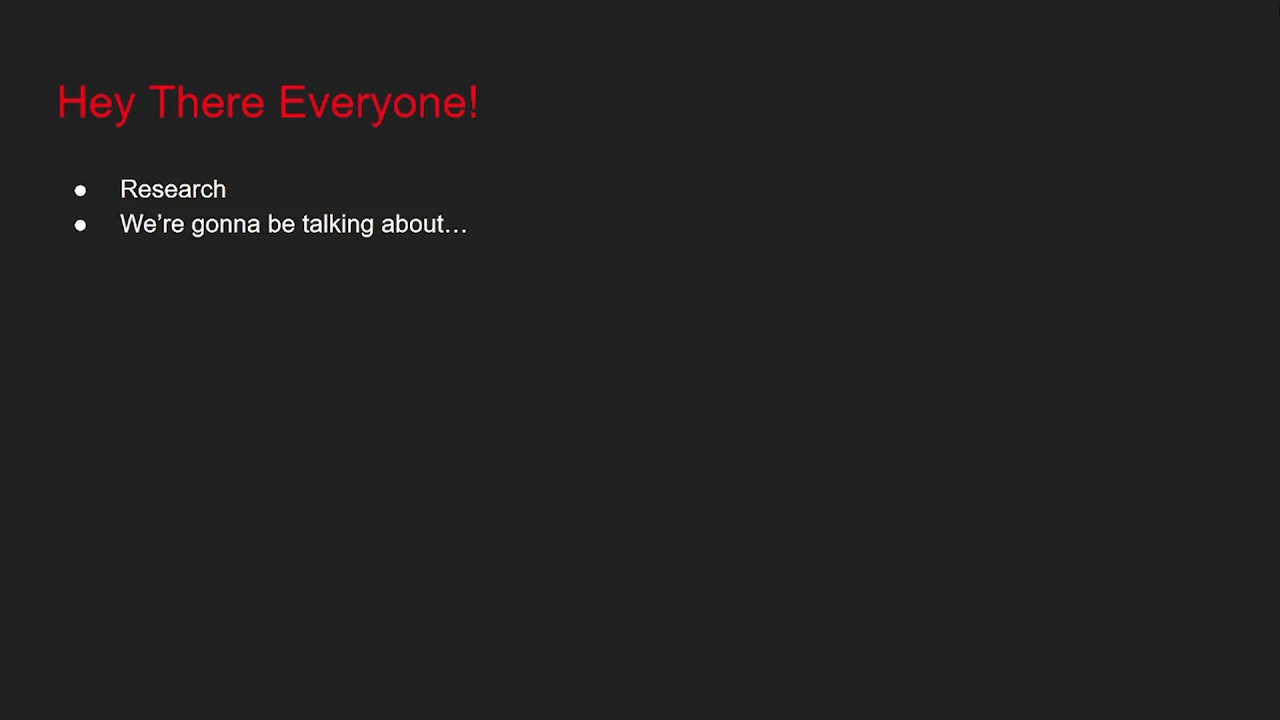 Hey There Everyone!
● Research
● We’re gonna be talking about…